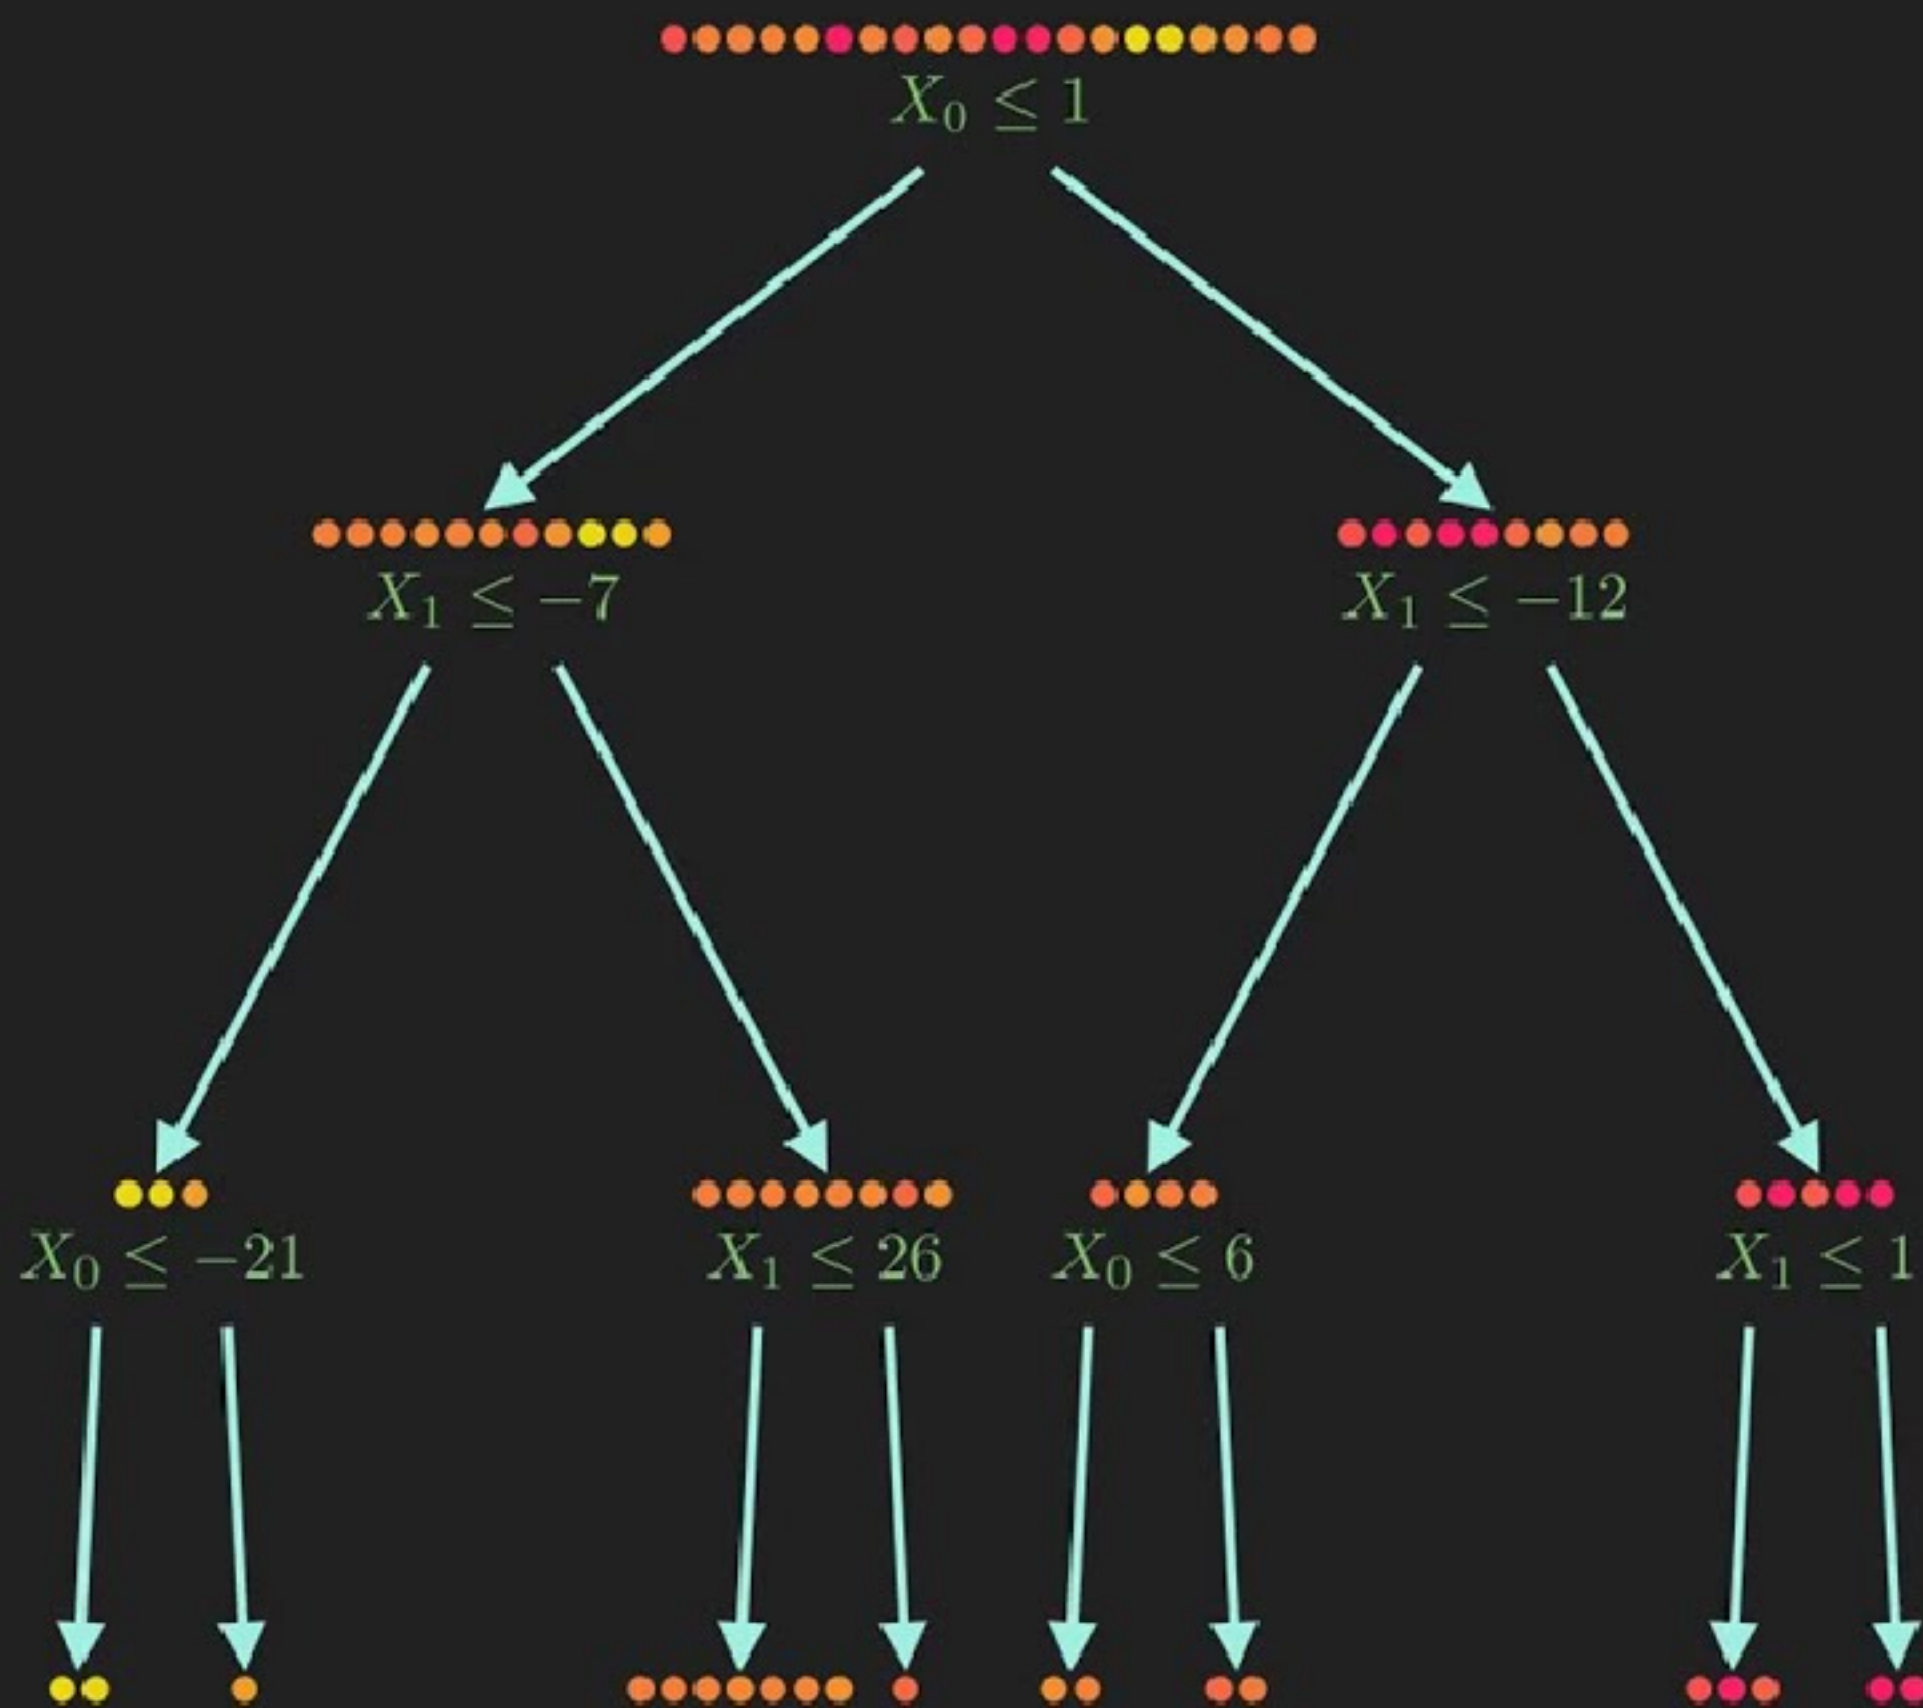 X₀ ≤ 1
X₁ ≤ −7
X₁ ≤ −12
X₀ ≤ −21
X₁ ≤ 26
X₀ ≤ 6
X₁ ≤ 1